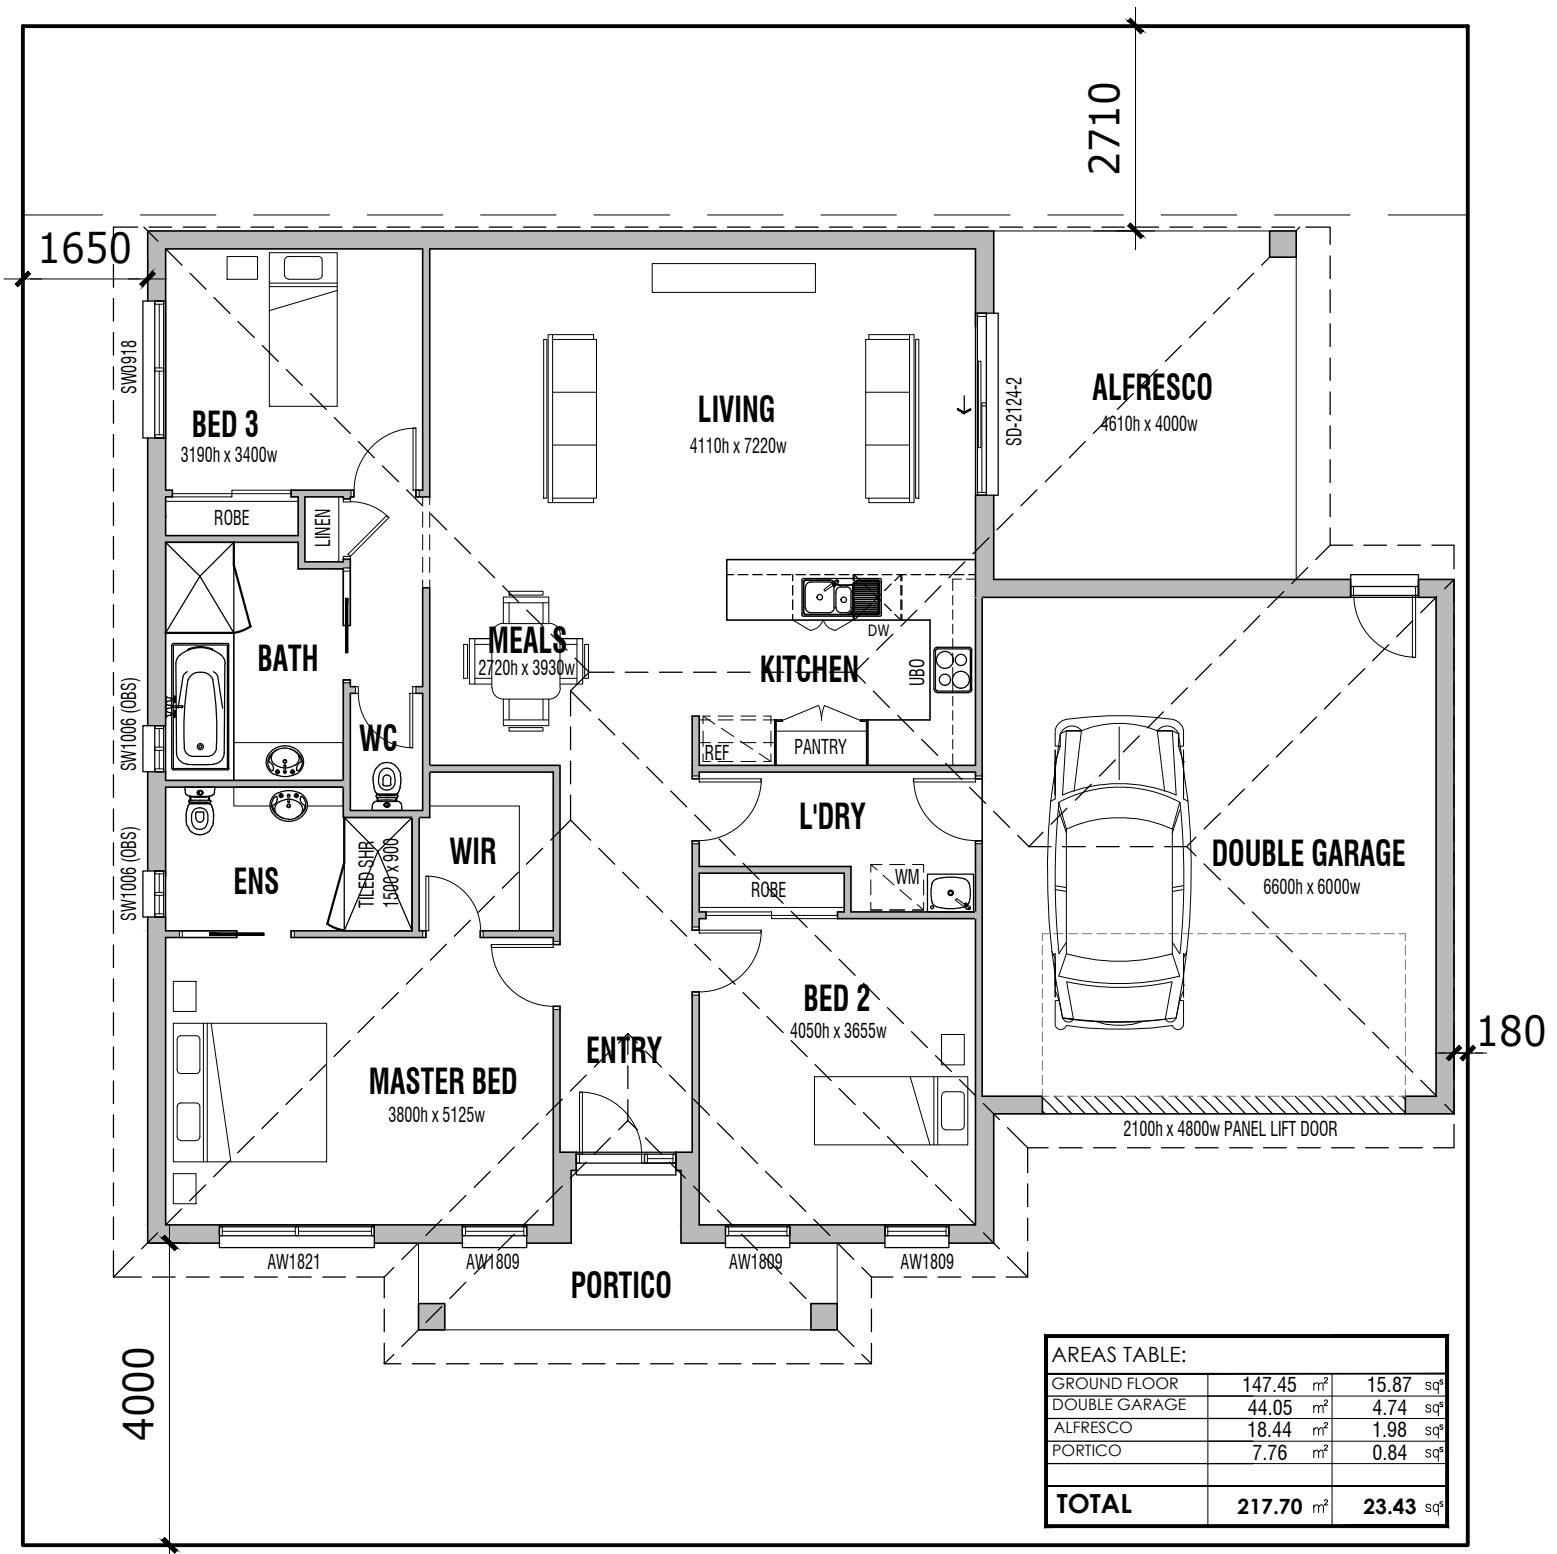 2710
1650
SW0918
BED 3
3190h x 3400w
LIVING
4110h x 7220w
SD-2124-2
ALFRESCO
4610h x 4000w
ROBE
LINEN
BATH
MEALS
2720h x 3930w
DW
KITCHEN
UBO
SW1006 (OBS)
WC
REF
PANTRY
L'DRY
WIR
DOUBLE GARAGE
6600h x 6000w
SW1006 (OBS)
ENS
TILED SHR
1500 x 900
ROBE
WM
BED 2
4050h x 3655w
180
ENTRY
MASTER BED
3800h x 5125w
2100h x 4800w PANEL LIFT DOOR
AW1821
AW1809
AW1809
AW1809
PORTICO
4000
AREAS TABLE:
GROUND FLOOR 147.45 m² 15.87 sqs
DOUBLE GARAGE 44.05 m² 4.74 sqs
ALFRESCO 18.44 m² 1.98 sqs
PORTICO 7.76 m² 0.84 sqs
TOTAL 217.70 m² 23.43 sqs